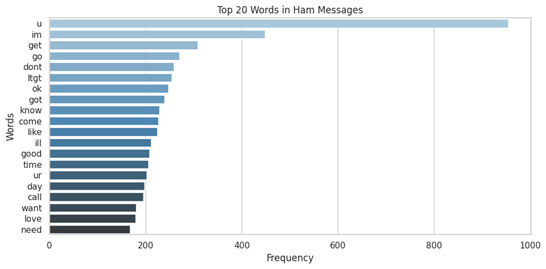 Top 20 Words in Ham Messages
Words
u
im
get
go
dont
ltgt
ok
got
know
come
like
ill
good
time
ur
day
call
want
love
need
0 200 400 600 800 1000
Frequency